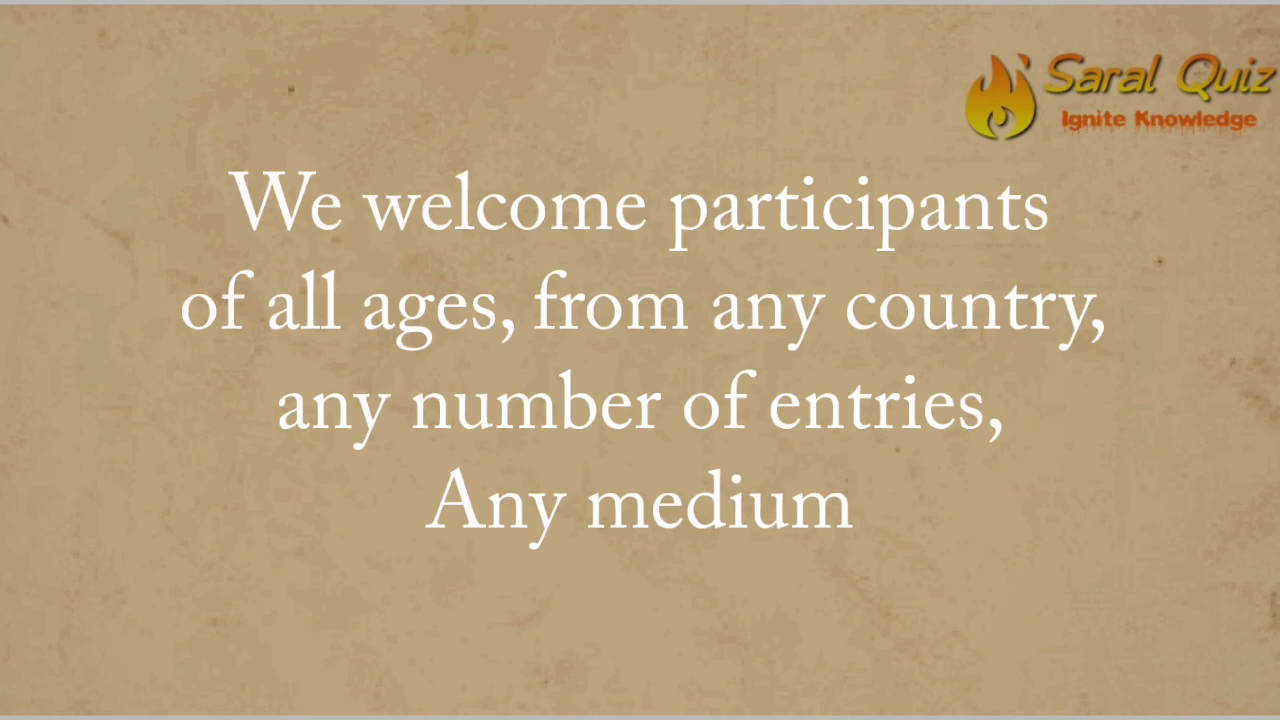 Saral Quiz
Ignite Knowledge
We welcome participants
of all ages, from any country,
any number of entries,
Any medium